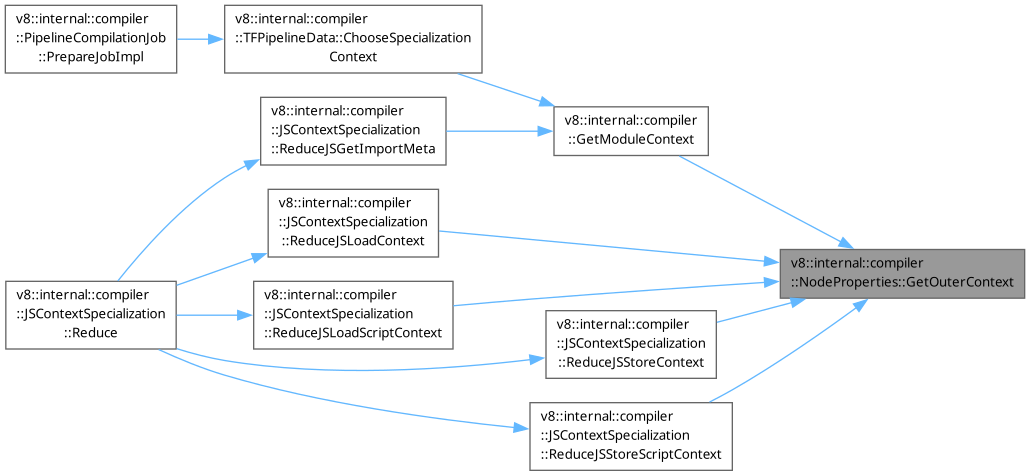 v8::internal::compiler
::PipelineCompilationJob
::PrepareJobImpl
v8::internal::compiler
::TFPipelineData::ChooseSpecialization
Context
v8::internal::compiler
::JSContextSpecialization
::ReduceJSGetImportMeta
v8::internal::compiler
::GetModuleContext
v8::internal::compiler
::JSContextSpecialization
::ReduceJSLoadContext
v8::internal::compiler
::NodeProperties::GetOuterContext
v8::internal::compiler
::JSContextSpecialization
::Reduce
v8::internal::compiler
::JSContextSpecialization
::ReduceJSLoadScriptContext
v8::internal::compiler
::JSContextSpecialization
::ReduceJSStoreContext
v8::internal::compiler
::JSContextSpecialization
::ReduceJSStoreScriptContext